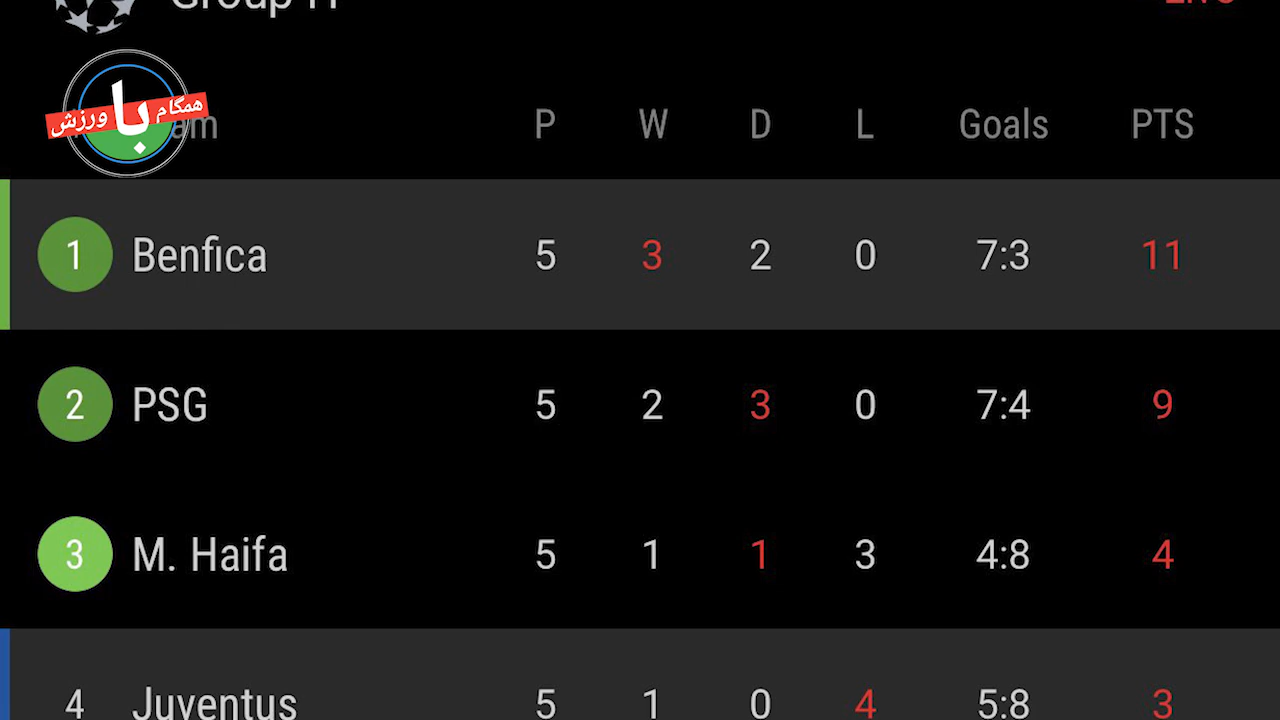 Group H
همگام با ورزش
P W D L Goals PTS
1 Benfica 5 3 2 0 7:3 11
2 PSG 5 2 3 0 7:4 9
3 M. Haifa 5 1 1 3 4:8 4
4 Juventus 5 1 0 4 5:8 3